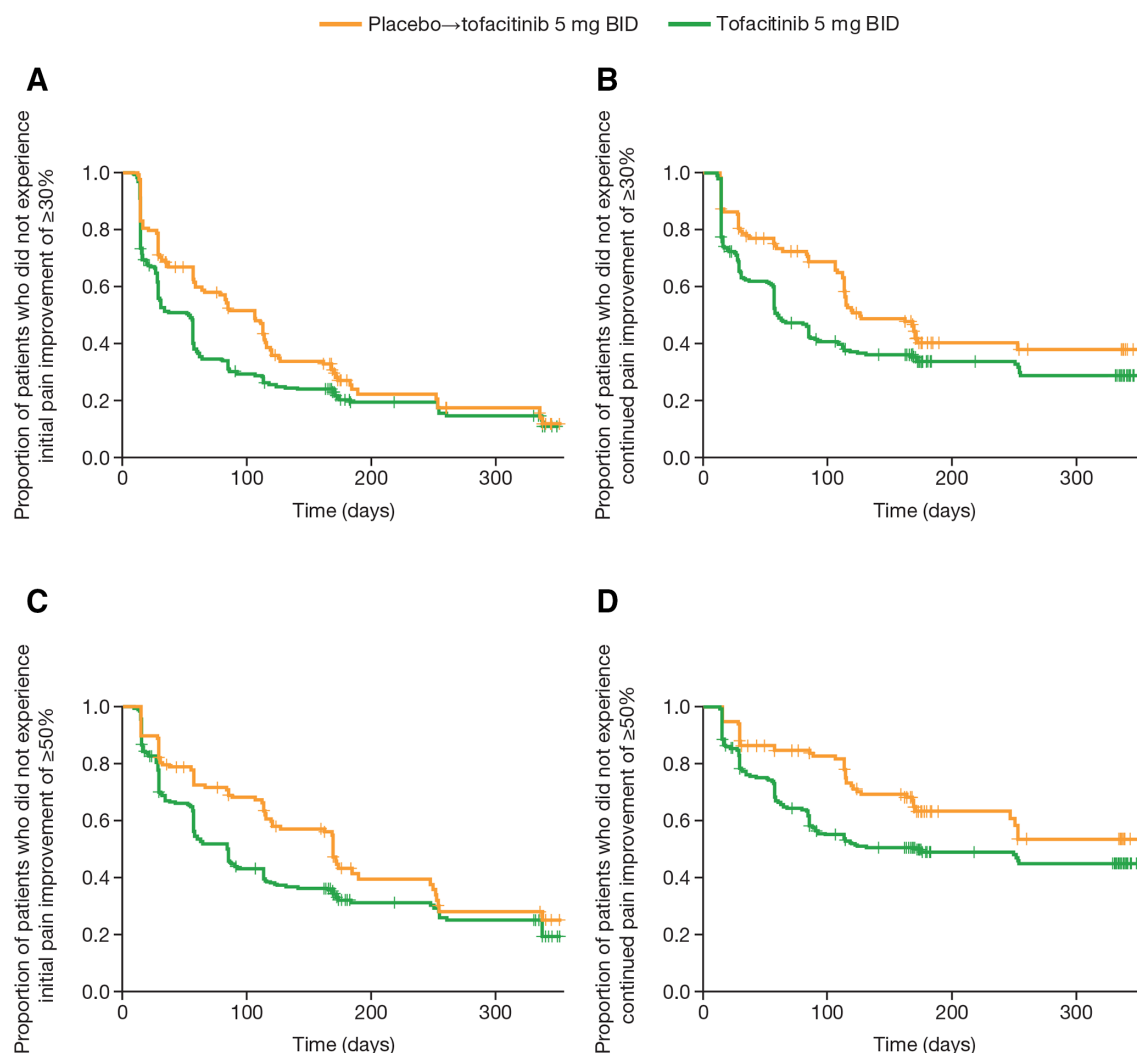 Placebo→tofacitinib 5 mg BID
Tofacitinib 5 mg BID
A
Proportion of patients who did not experience
initial pain improvement of ≥30%
1.0
0.8
0.6
0.4
0.2
0.0
0
100
200
300
Time (days)
B
Proportion of patients who did not experience
continued pain improvement of ≥30%
1.0
0.8
0.6
0.4
0.2
0.0
0
100
200
300
Time (days)
C
Proportion of patients who did not experience
initial pain improvement of ≥50%
1.0
0.8
0.6
0.4
0.2
0.0
0
100
200
300
Time (days)
D
Proportion of patients who did not experience
continued pain improvement of ≥50%
1.0
0.8
0.6
0.4
0.2
0.0
0
100
200
300
Time (days)